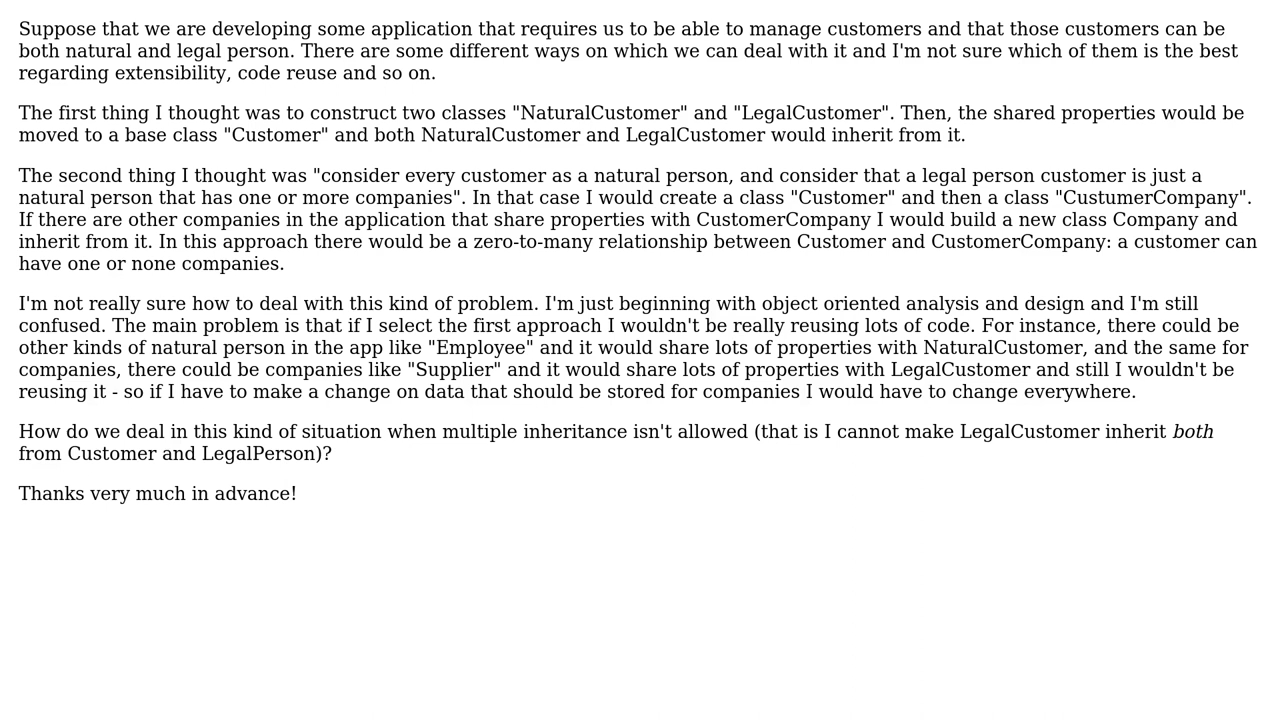 Suppose that we are developing some application that requires us to be able to manage customers and that those customers can be
both natural and legal person. There are some different ways on which we can deal with it and I'm not sure which of them is the best
regarding extensibility, code reuse and so on.
The first thing I thought was to construct two classes "NaturalCustomer" and "LegalCustomer". Then, the shared properties would be
moved to a base class "Customer" and both NaturalCustomer and LegalCustomer would inherit from it.
The second thing I thought was "consider every customer as a natural person, and consider that a legal person customer is just a
natural person that has one or more companies". In that case I would create a class "Customer" and then a class "CustumerCompany".
If there are other companies in the application that share properties with CustomerCompany I would build a new class Company and
inherit from it. In this approach there would be a zero-to-many relationship between Customer and CustomerCompany: a customer can
have one or none companies.
I'm not really sure how to deal with this kind of problem. I'm just beginning with object oriented analysis and design and I'm still
confused. The main problem is that if I select the first approach I wouldn't be really reusing lots of code. For instance, there could be
other kinds of natural person in the app like "Employee" and it would share lots of properties with NaturalCustomer, and the same for
companies, there could be companies like "Supplier" and it would share lots of properties with LegalCustomer and still I wouldn't be
reusing it - so if I have to make a change on data that should be stored for companies I would have to change everywhere.
How do we deal in this kind of situation when multiple inheritance isn't allowed (that is I cannot make LegalCustomer inherit both
from Customer and LegalPerson)?
Thanks very much in advance!